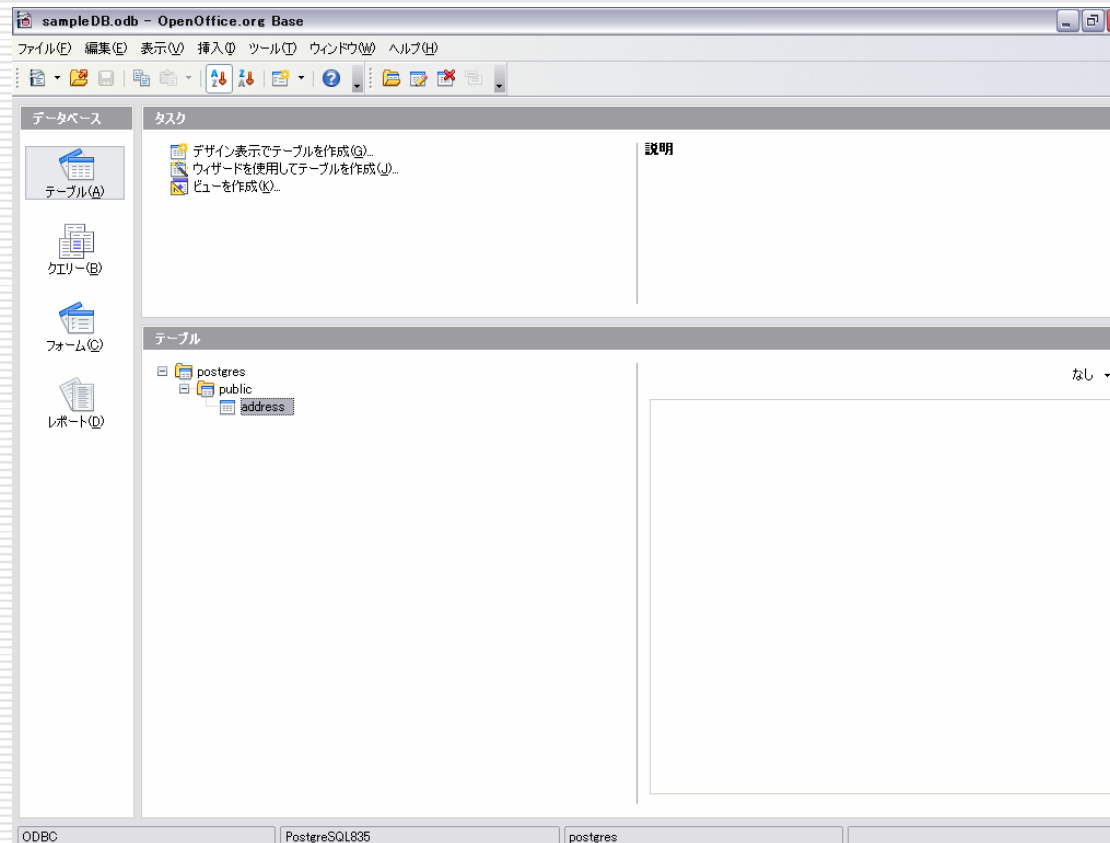 sampleDB.odb - OpenOffice.org Base
ファイル(F) 編集(E) 表示(V) 挿入(I) ツール(T) ウィンドウ(W) ヘルプ(H)
データベース
タスク
テーブル(A)
クエリー(B)
フォーム(C)
レポート(D)
デザイン表示でテーブルを作成(G)...
ウィザードを使用してテーブルを作成(J)...
ビューを作成(K)...
説明
テーブル
postgres
public
address
なし
ODBC PostgreSQL835 postgres